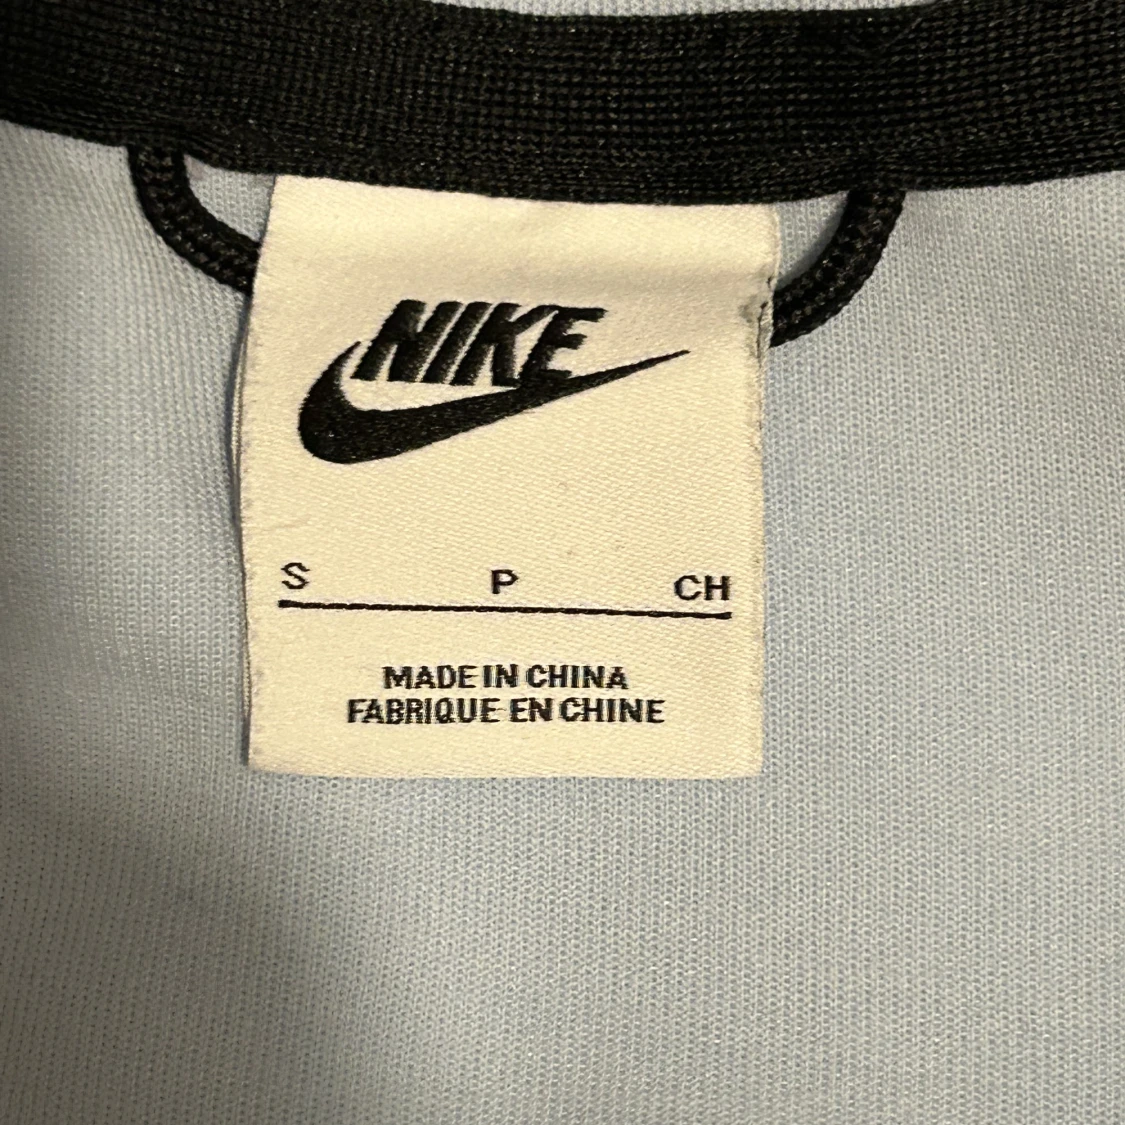 NIKE
S P CH
MADE IN CHINA
FABRIQUE EN CHINE